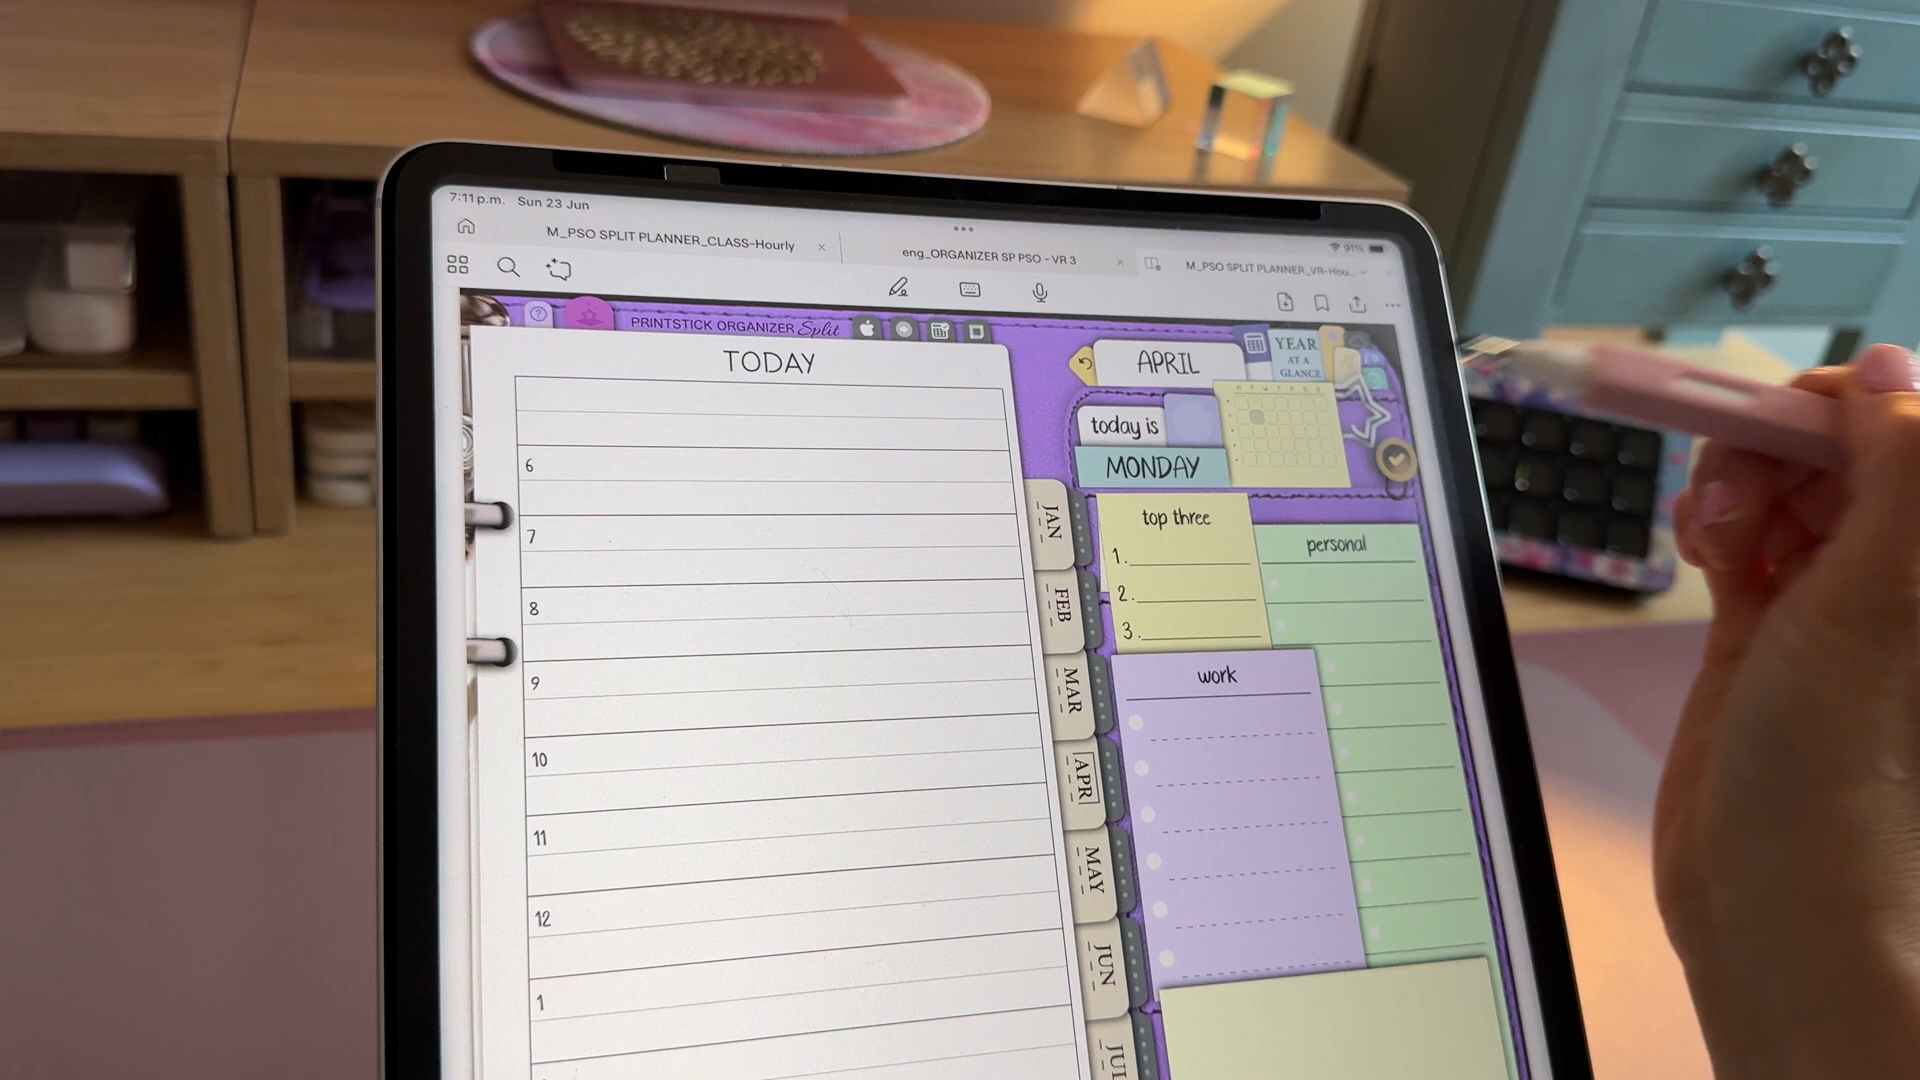 7:11 p.m. Sun 23 Jun
91%
M_PSO SPLIT PLANNER_CLASS-Hourly
eng_ORGANIZER SP PSO - VR 3
M_PSO SPLIT PLANNER_VR-Hou...
PRINTSTICK ORGANIZER Split
TODAY
6
7
8
9
10
11
12
1
APRIL
YEAR
AT A
GLANCE
today is
MONDAY
top three
1.
2.
3.
personal
work
JAN
FEB
MAR
APR
MAY
JUN